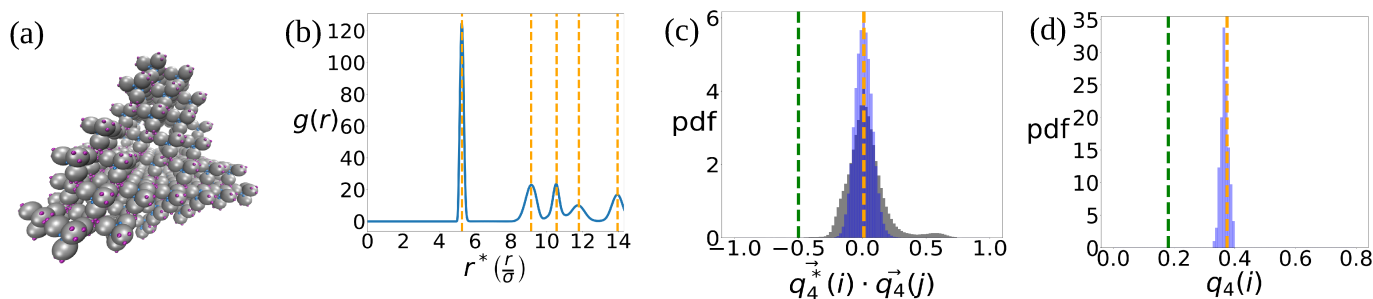 (a)
(b)
120
100
80
60
40
20
0
g(r)
0 2 4 6 8 10 12 14
r* (r/σ)
(c)
6
4
2
0
pdf
−1.0 −0.5 0.0 0.5 1.0
q⃗₄*(i) · q⃗₄(j)
(d)
35
30
25
20
15
10
5
0
pdf
0.0 0.2 0.4 0.6 0.8
q₄(i)